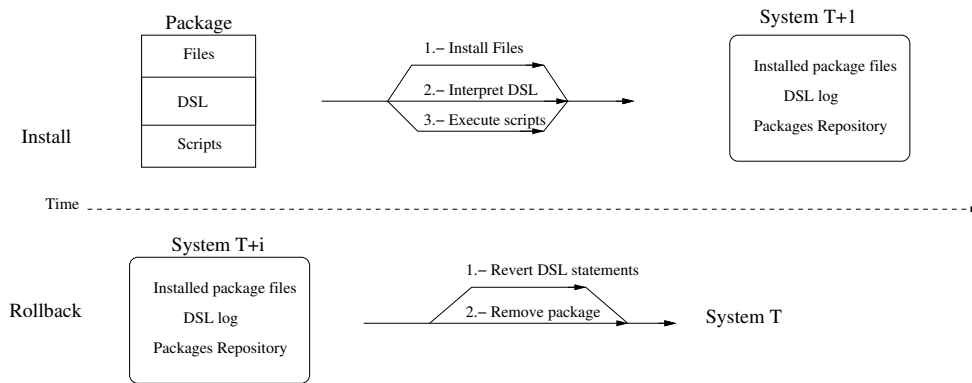 Package
System T+1
Files
DSL
Scripts
1.− Install Files
2.− Interpret DSL
3.− Execute scripts
Installed package files
DSL log
Packages Repository
Install
Time
System T+i
Installed package files
DSL log
Packages Repository
Rollback
1.− Revert DSL statements
2.− Remove package
System T